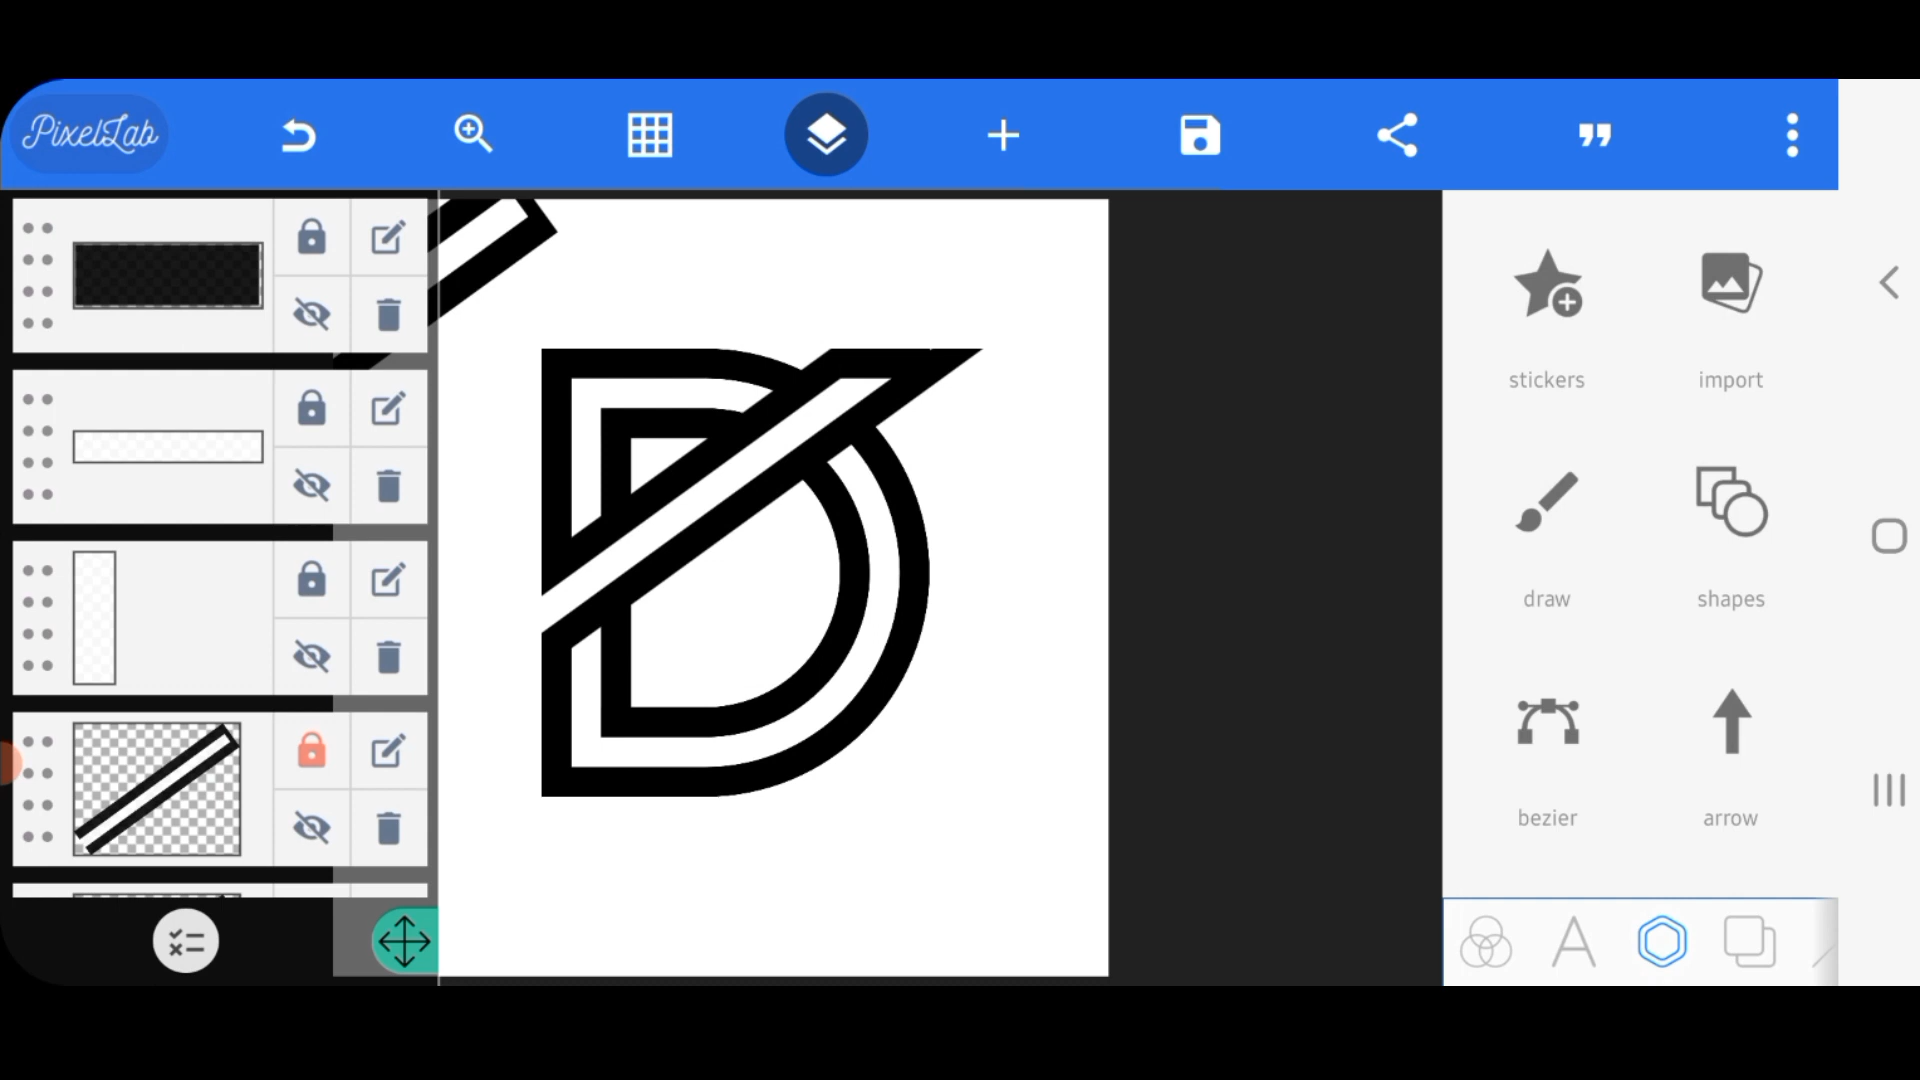 PixelLab
stickers
import
draw
shapes
bezier
arrow
D